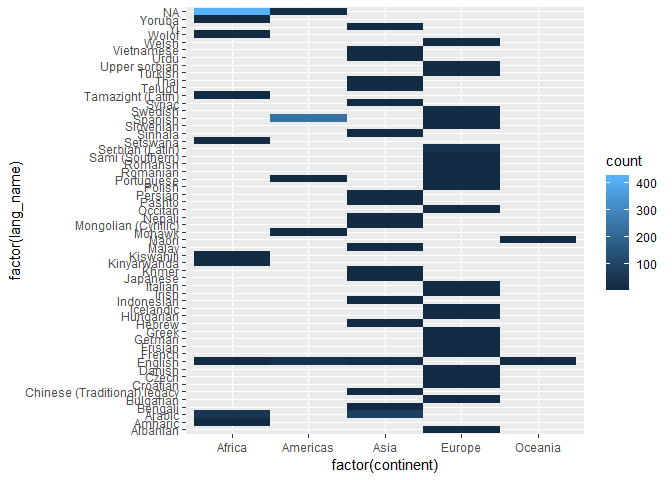 NA
Yoruba
Yi
Wolof
Welsh
Vietnamese
Urdu
Upper sorbian
Turkish
Thai
Telugu
Tamazight (Latin)
Syriac
Swedish
Spanish
Slovenian
Sinhala
Setswana
Serbian (Latin)
Sami (Southern)
Romansh
Romanian
Portuguese
Polish
Persian
Pashto
Occitan
Nepali
Mongolian (Cyrillic)
Mohawk
Maori
Malay
Kiswahili
Kinyarwanda
Khmer
Japanese
Italian
Irish
Indonesian
Icelandic
Hungarian
Hebrew
Greek
German
Frisian
French
English
Danish
Czech
Croatian
Chinese (Traditional) legacy
Bulgarian
Bengali
Arabic
Amharic
Albanian
factor(lang_name)
Africa Americas Asia Europe Oceania
factor(continent)
count
400
300
200
100